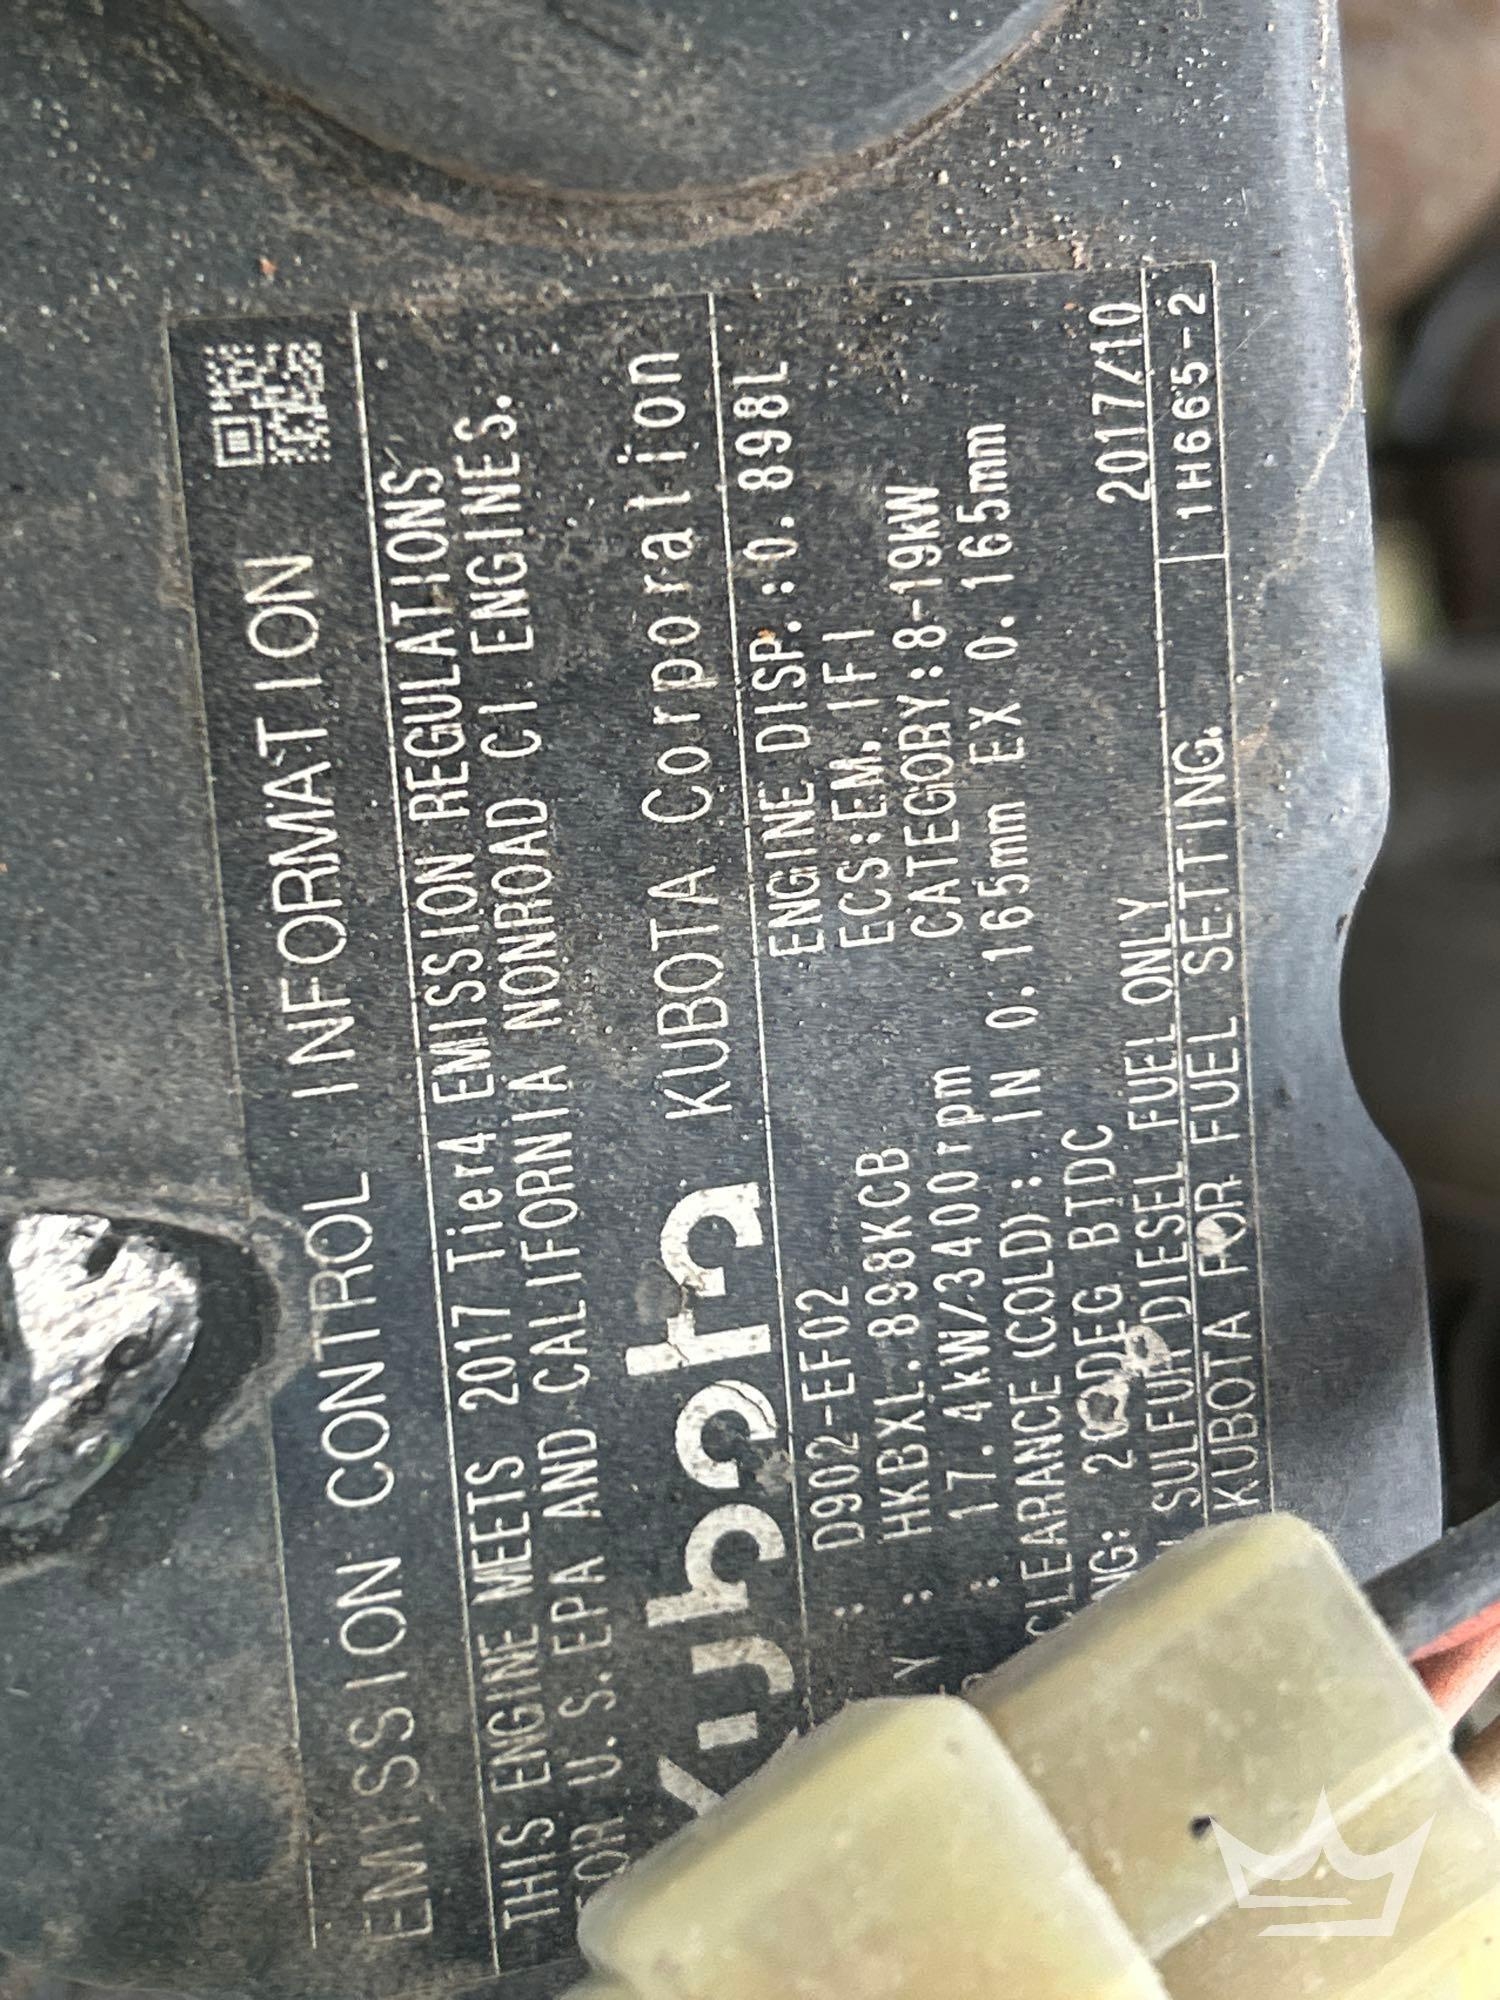 EMISSION CONTROL INFORMATION
THIS ENGINE MEETS 2017 Tier4 EMISSION REGULATIONS
FOR U.S.EPA AND CALIFORNIA NONROAD CI ENGINES.
Kubota KUBOTA Corporation
: D902-EF02 ENGINE DISP.:0.898L
Y : HKBXL.898KCB ECS:EM,IFI
: 17.4kW/3400rpm CATEGORY:8-19kW
CLEARANCE(COLD): IN 0.165mm EX 0.165mm
NG: DEG BTDC
SULFUR DIESEL FUEL ONLY 2017/10
KUBOTA FOR FUEL SETTING. 1H665-2